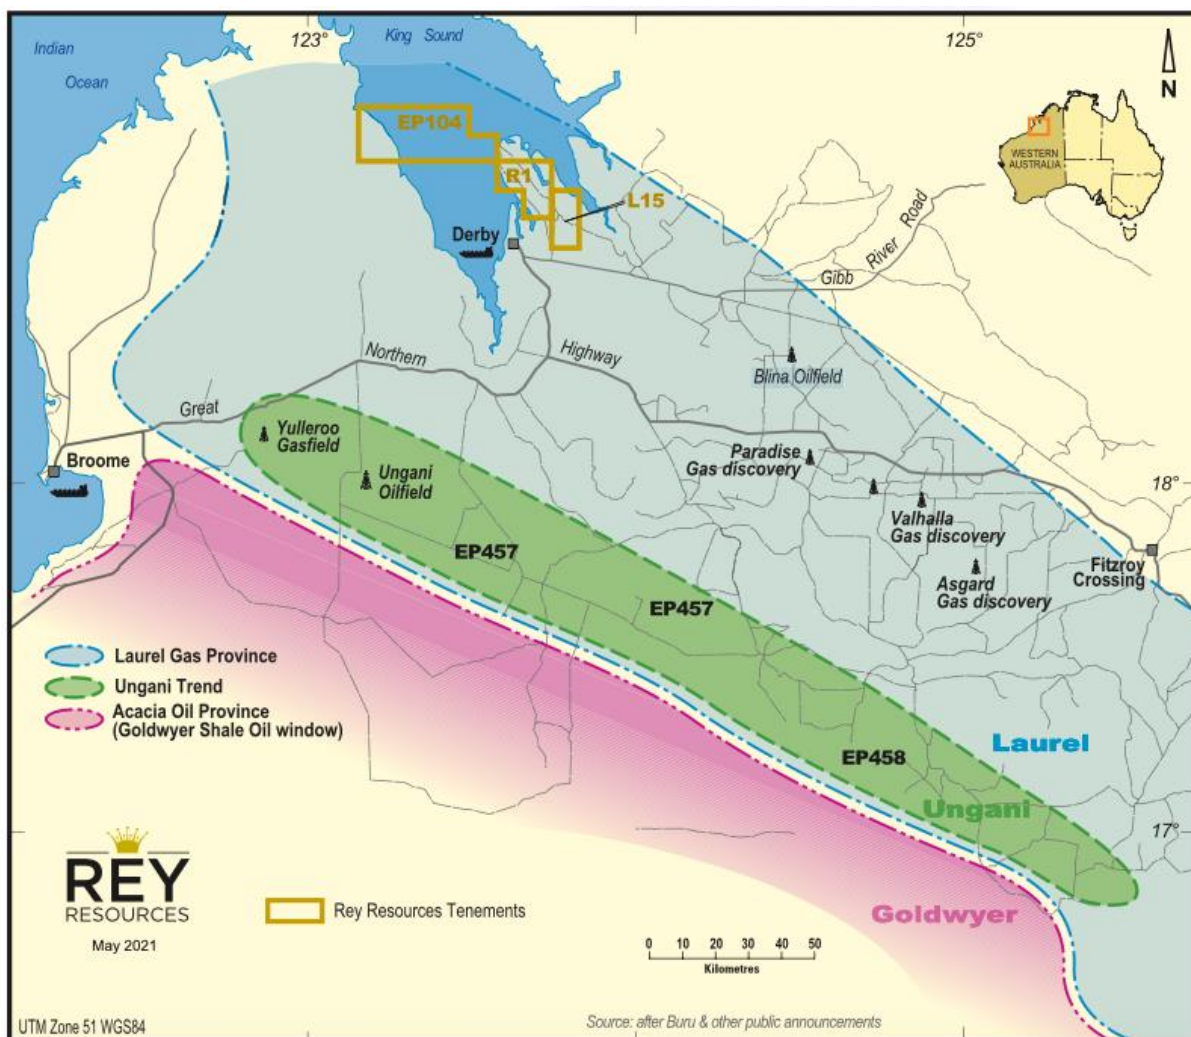 Indian
Ocean
123°
King Sound
125°
N
WESTERN
AUSTRALIA
EP104
R1
L15
Derby
Gibb River Road
Northern
Highway
Great
Blina Oilfield
Yulleroo
Gasfield
Ungani
Oilfield
Broome
Paradise
Gas discovery
18°
Valhalla
Gas discovery
Asgard
Gas discovery
Fitzroy
Crossing
EP457
EP457
EP458
Laurel Gas Province
Ungani Trend
Acacia Oil Province
(Goldwyer Shale Oil window)
Laurel
Ungani
17°
Goldwyer
REY
RESOURCES
May 2021
Rey Resources Tenements
0 10 20 30 40 50
Kilometres
UTM Zone 51 WGS84
Source: after Buru & other public announcements